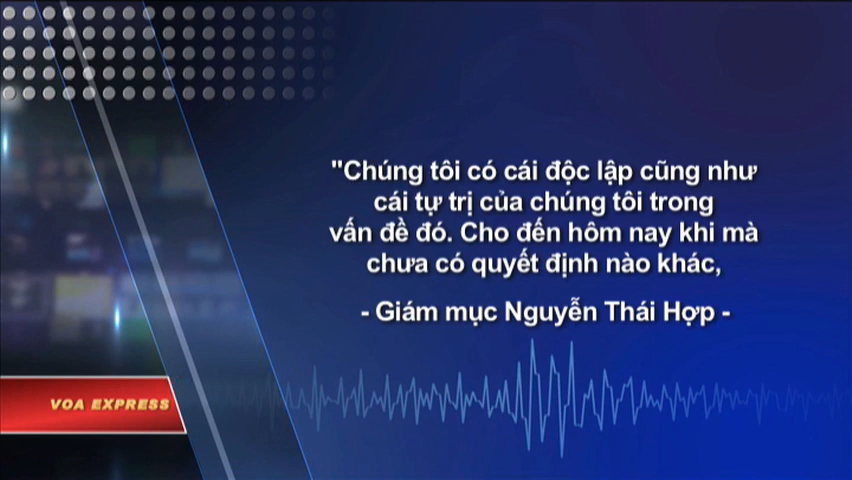 "Chúng tôi có cái độc lập cũng như
cái tự trị của chúng tôi trong
vấn đề đó. Cho đến hôm nay khi mà
chưa có quyết định nào khác,
- Giám mục Nguyễn Thái Hợp -
VOA EXPRESS